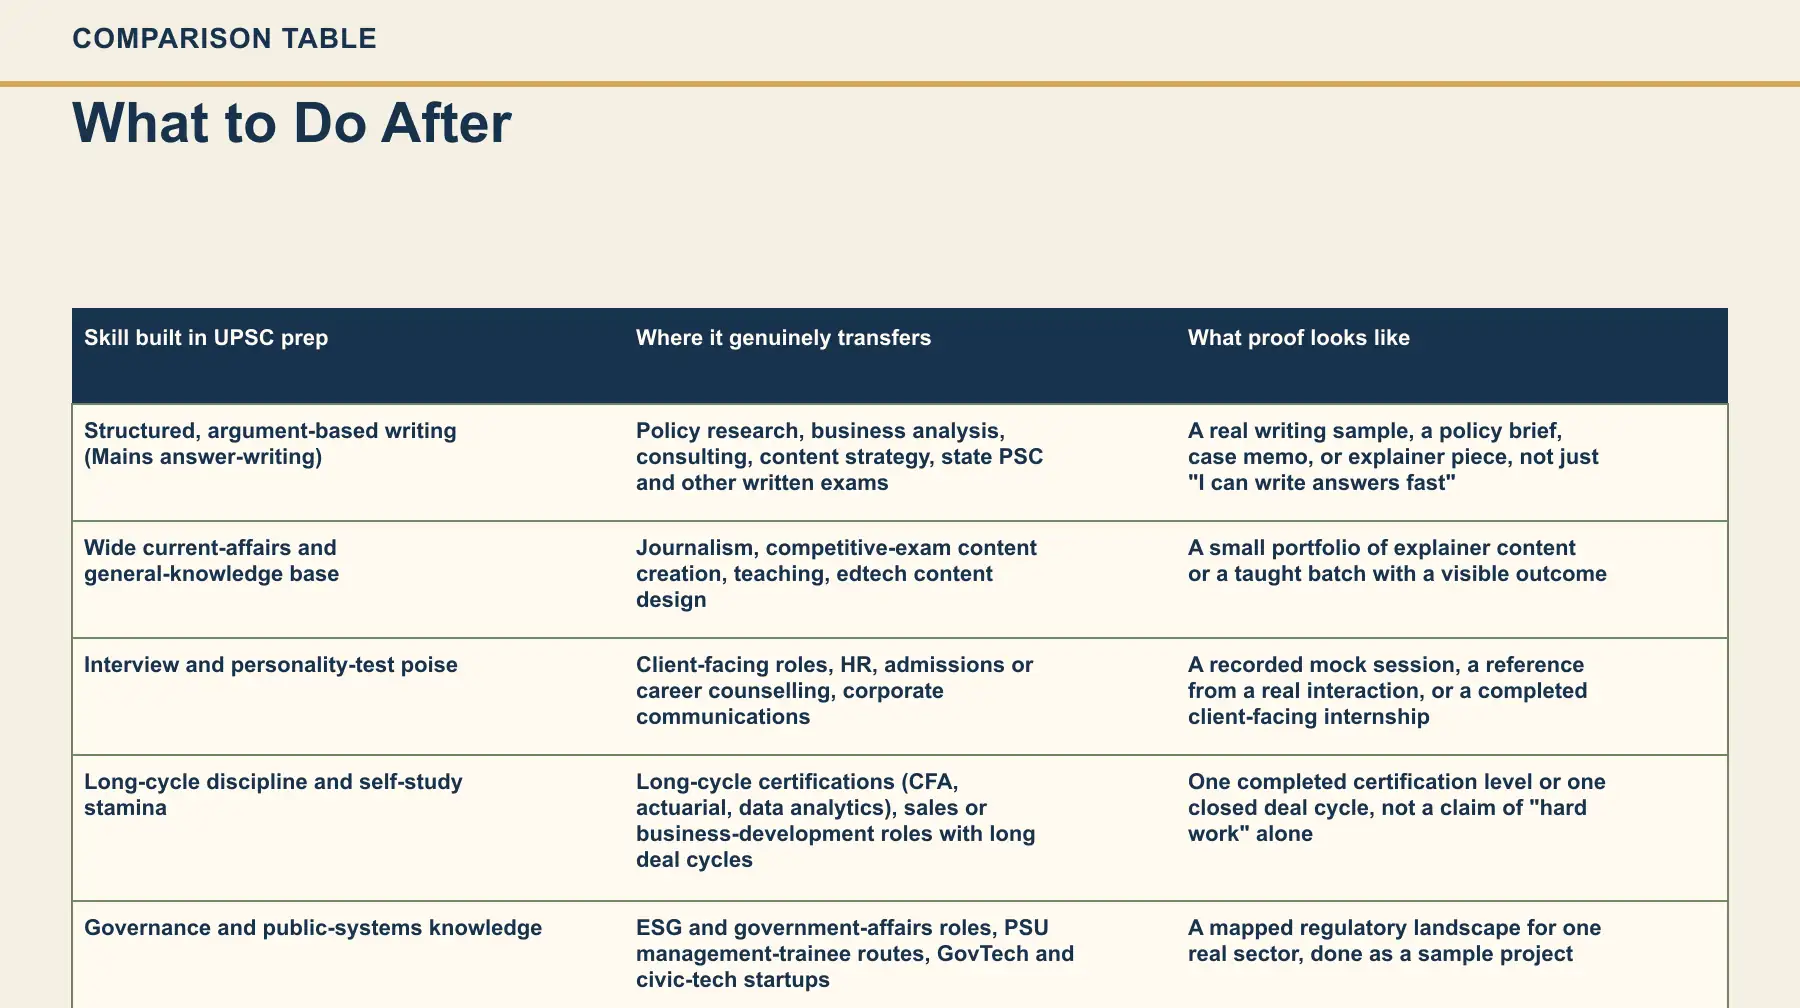 COMPARISON TABLE
What to Do After
Skill built in UPSC prep
Where it genuinely transfers
What proof looks like
Structured, argument-based writing
(Mains answer-writing)
Policy research, business analysis,
consulting, content strategy, state PSC
and other written exams
A real writing sample, a policy brief,
case memo, or explainer piece, not just
"I can write answers fast"
Wide current-affairs and
general-knowledge base
Journalism, competitive-exam content
creation, teaching, edtech content
design
A small portfolio of explainer content
or a taught batch with a visible outcome
Interview and personality-test poise
Client-facing roles, HR, admissions or
career counselling, corporate
communications
A recorded mock session, a reference
from a real interaction, or a completed
client-facing internship
Long-cycle discipline and self-study
stamina
Long-cycle certifications (CFA,
actuarial, data analytics), sales or
business-development roles with long
deal cycles
One completed certification level or one
closed deal cycle, not a claim of "hard
work" alone
Governance and public-systems knowledge
ESG and government-affairs roles, PSU
management-trainee routes, GovTech and
civic-tech startups
A mapped regulatory landscape for one
real sector, done as a sample project